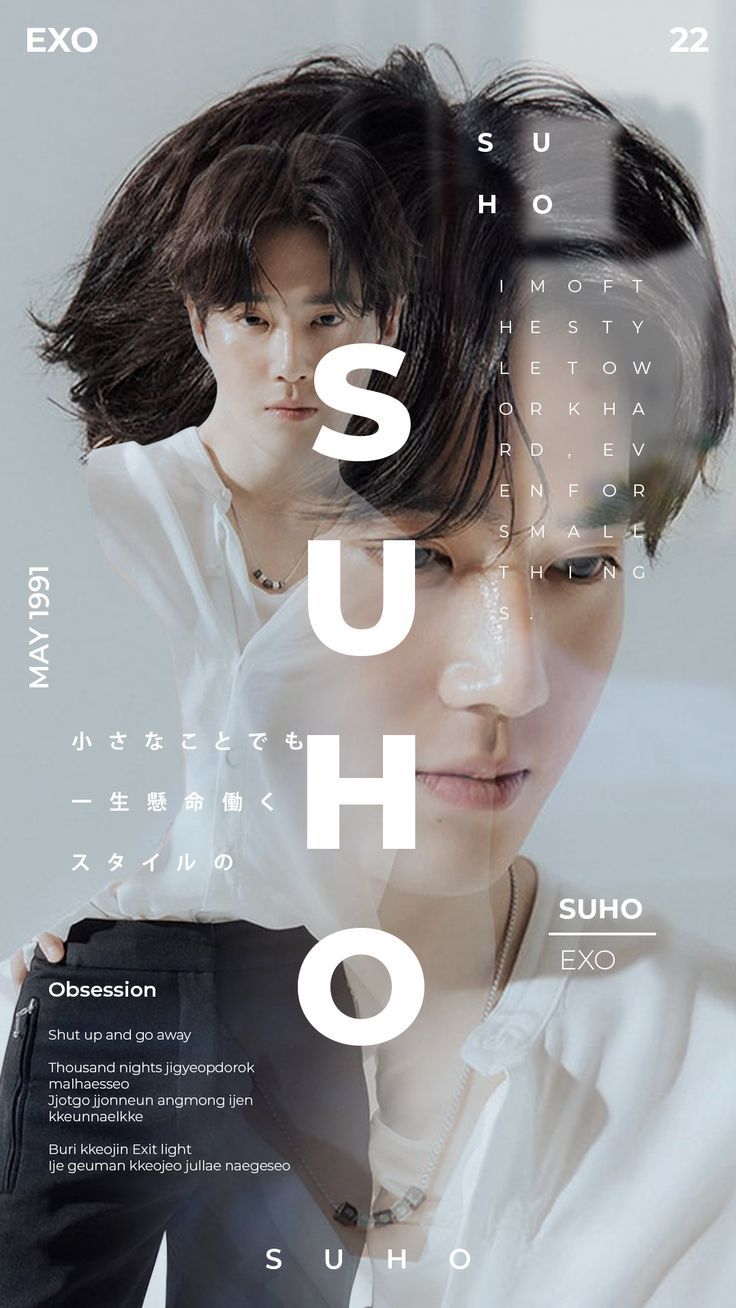 EXO
22
S U
H O
I M O F T
H E S T Y
L E T O W
O R K H A
R D , E V
E N F O R
S M A L L
T H I N G
S .
S
U
H
O
MAY 1991
小さなことでも
一生懸命働く
スタイルの
SUHO
EXO
Obsession
Shut up and go away
Thousand nights jigyeopdorok
malhaesseo
Jjotgo jjonneun angmong ijen
kkeunnaelkke
Buri kkeojin Exit light
Ije geuman kkeojeo jullae naegeseo
S U H O